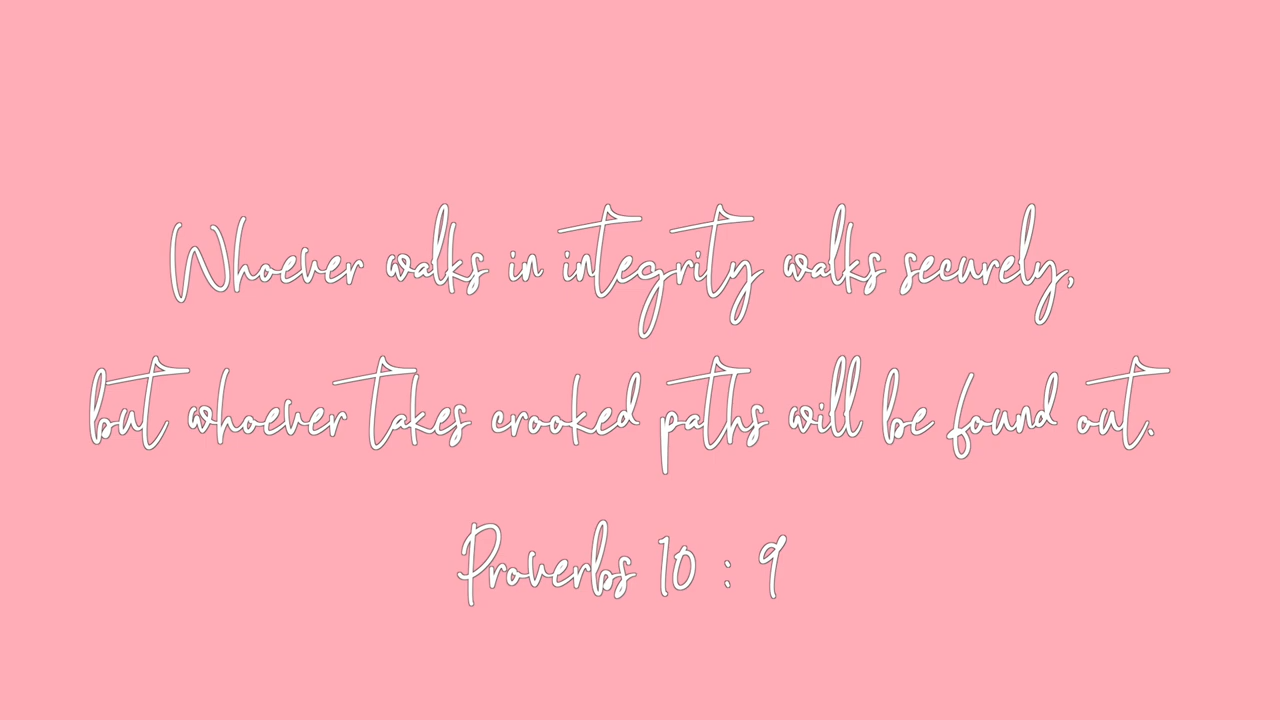 Whoever walks in integrity walks securely,
but whoever takes crooked paths will be found out.
Proverbs 10 : 9